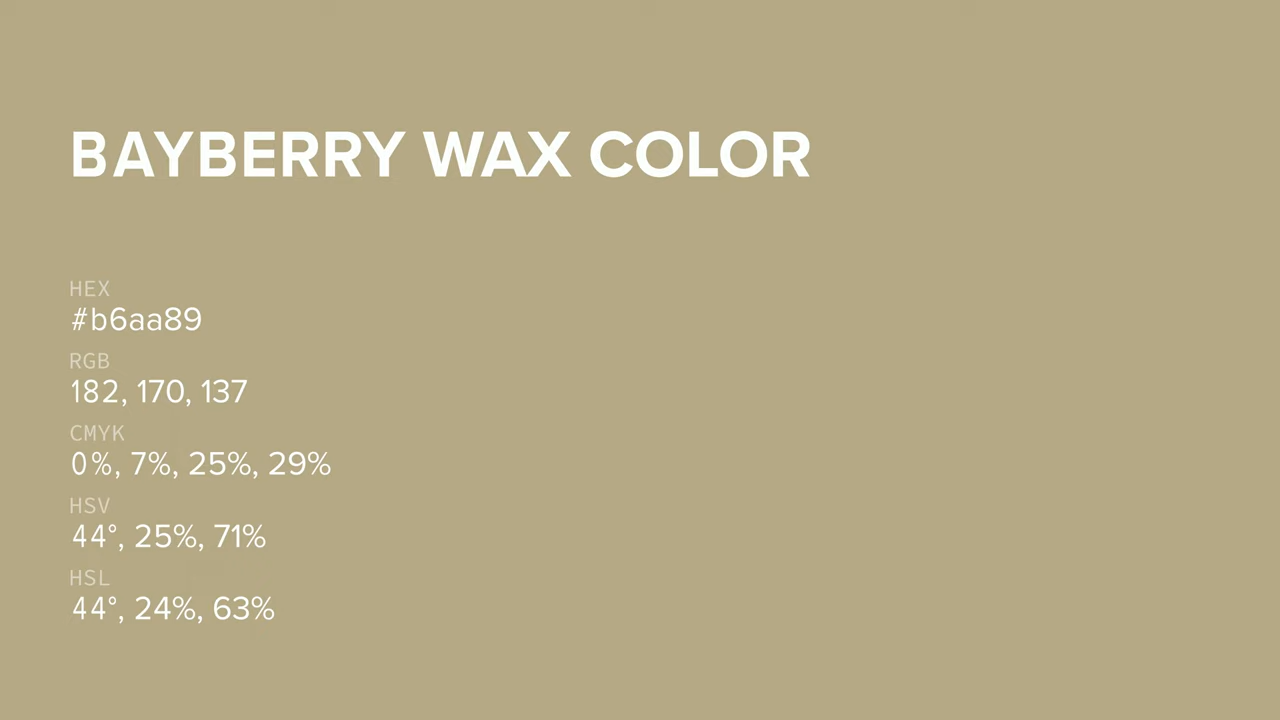 BAYBERRY WAX COLOR
HEX
#b6aa89
RGB
182, 170, 137
CMYK
0%, 7%, 25%, 29%
HSV
44°, 25%, 71%
HSL
44°, 24%, 63%